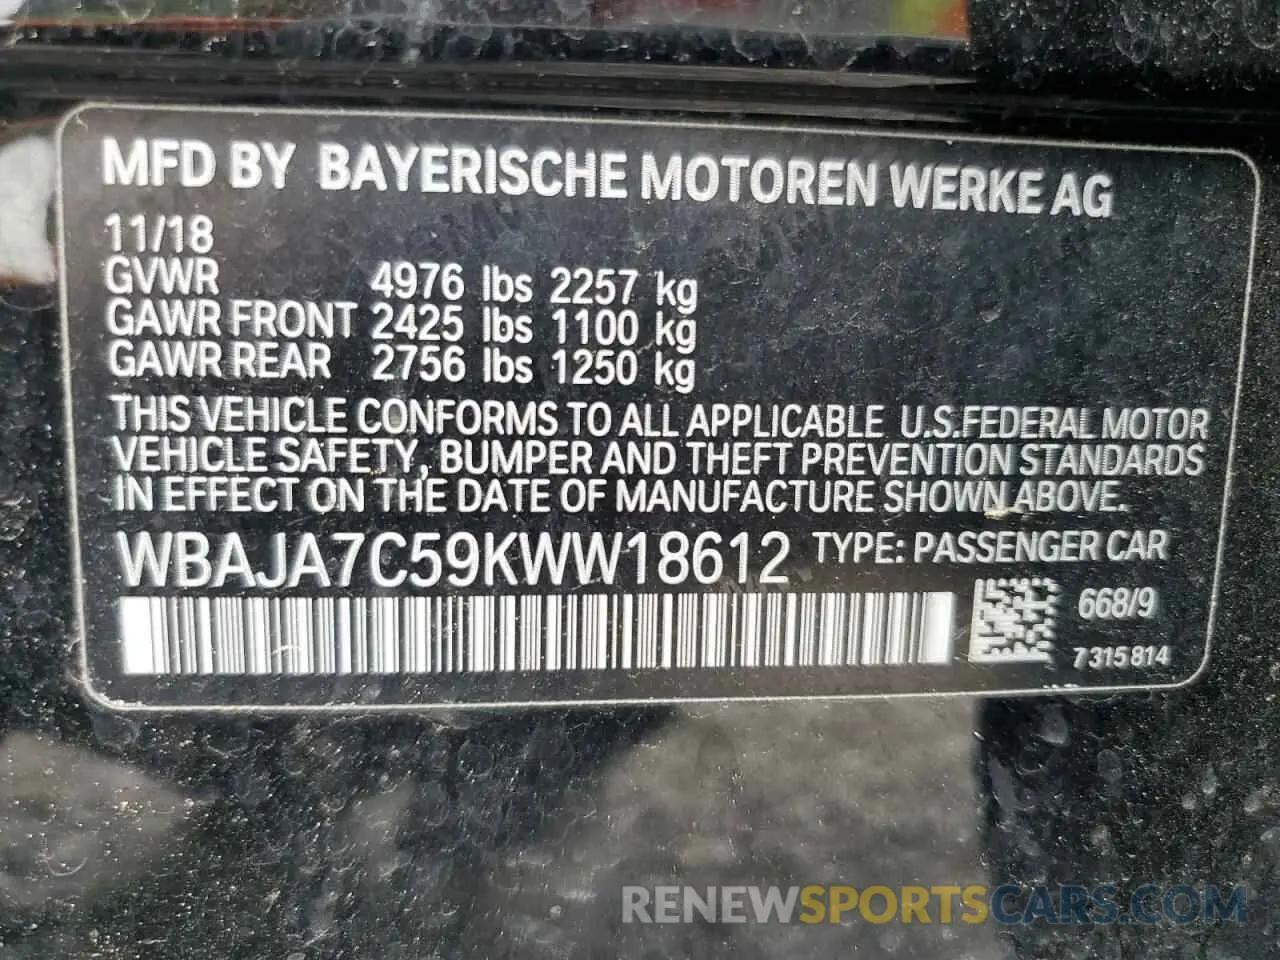 MFD BY BAYERISCHE MOTOREN WERKE AG
11/18
GVWR 4976 lbs 2257 kg
GAWR FRONT 2425 lbs 1100 kg
GAWR REAR 2756 lbs 1250 kg
THIS VEHICLE CONFORMS TO ALL APPLICABLE U.S.FEDERAL MOTOR
VEHICLE SAFETY, BUMPER AND THEFT PREVENTION STANDARDS
IN EFFECT ON THE DATE OF MANUFACTURE SHOWN ABOVE.
WBAJA7C59KWW18612 TYPE: PASSENGER CAR
668/9
7 315 814
RENEWSPORTSCARS.COM